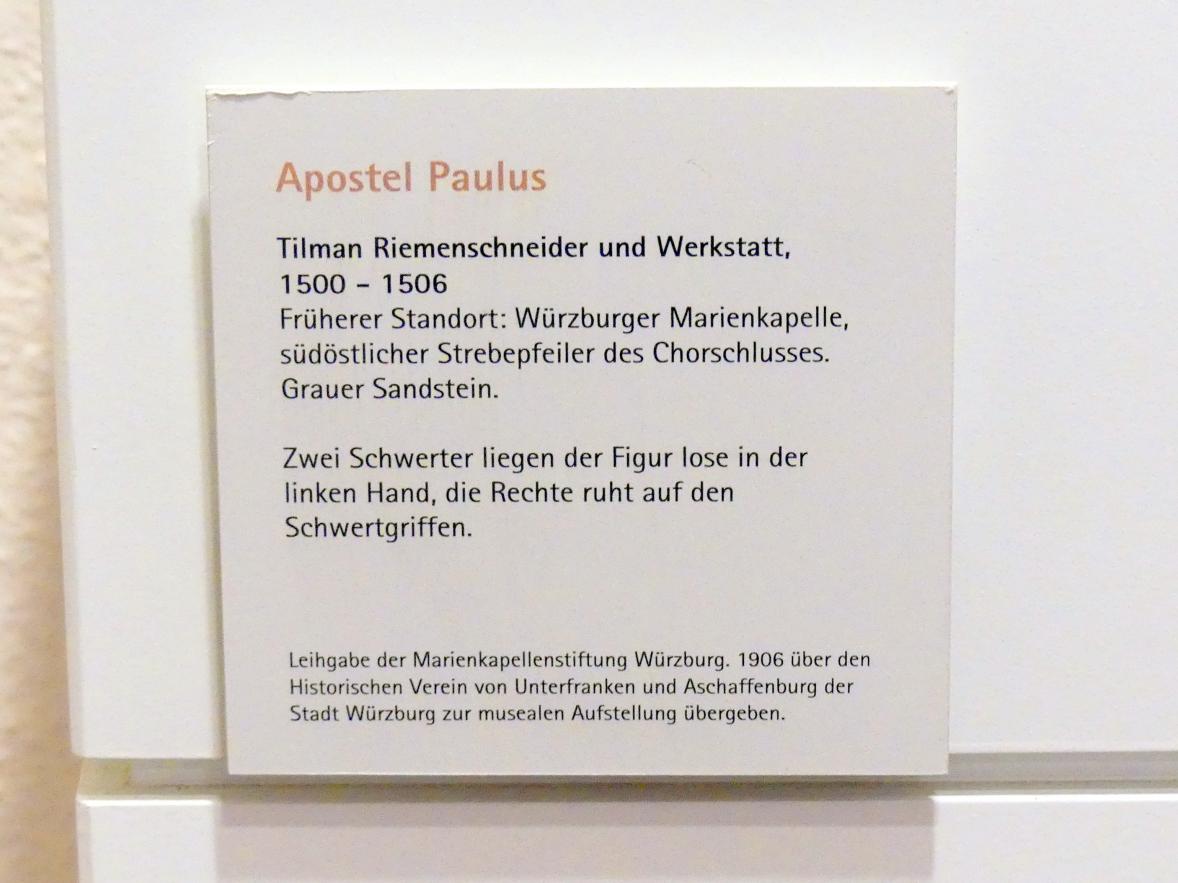 Apostel Paulus
Tilman Riemenschneider und Werkstatt,
1500 – 1506
Früherer Standort: Würzburger Marienkapelle,
südöstlicher Strebepfeiler des Chorschlusses.
Grauer Sandstein.
Zwei Schwerter liegen der Figur lose in der
linken Hand, die Rechte ruht auf den
Schwertgriffen.
Leihgabe der Marienkapellenstiftung Würzburg. 1906 über den
Historischen Verein von Unterfranken und Aschaffenburg der
Stadt Würzburg zur musealen Aufstellung übergeben.